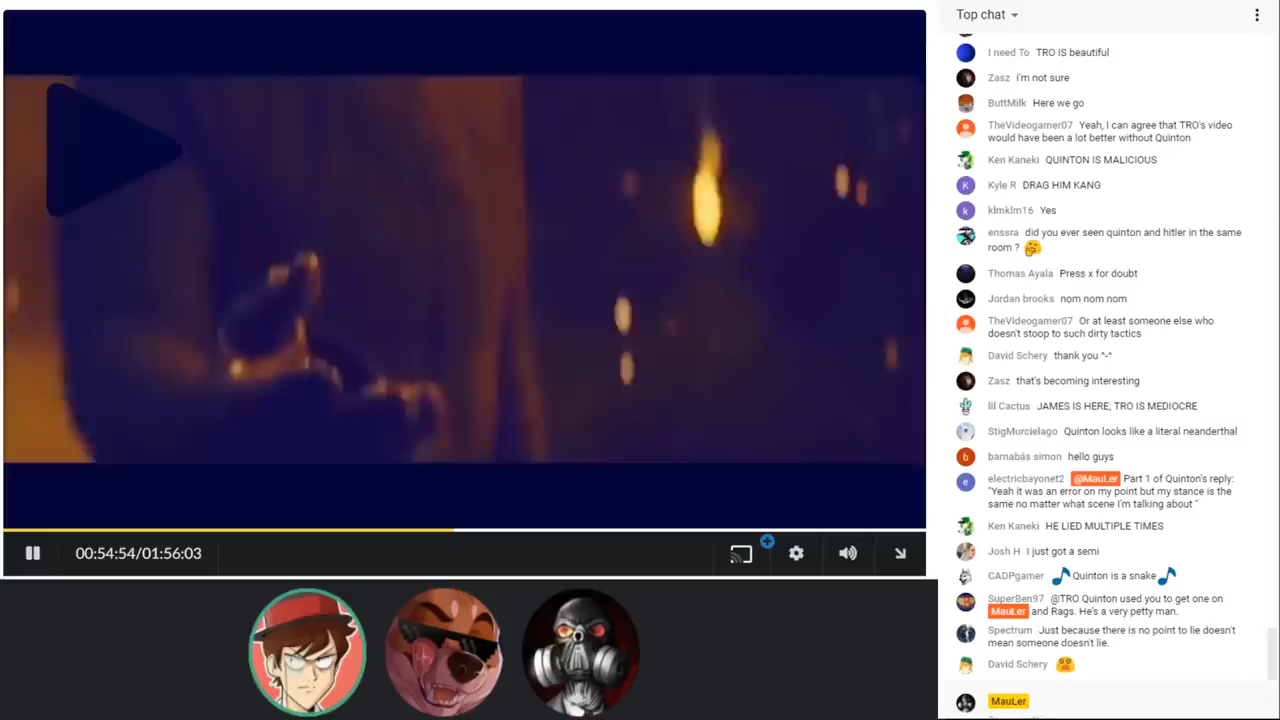 Top chat
I need To TRO IS beautiful
Zasz i'm not sure
ButtMilk Here we go
TheVideogamer07 Yeah, I can agree that TRO's video
would have been a lot better without Quinton
Ken Kaneki QUINTON IS MALICIOUS
K Kyle R DRAG HIM KANG
k klmklm16 Yes
enssra did you ever seen quinton and hitler in the same
room ?
Thomas Ayala Press x for doubt
Jordan brooks nom nom nom
TheVideogamer07 Or at least someone else who
doesn't stoop to such dirty tactics
David Schery thank you ^-^
Zasz that's becoming interesting
lil Cactus JAMES IS HERE; TRO IS MEDIOCRE
StigMurcielago Quinton looks like a literal neanderthal
b barnabás simon hello guys
e electricbayonet2 @MauLer Part 1 of Quinton's reply:
"Yeah it was an error on my point but my stance is the
same no matter what scene I'm talking about "
Ken Kaneki HE LIED MULTIPLE TIMES
Josh H I just got a semi
CADPgamer Quinton is a snake
SuperBen97 @TRO Quinton used you to get one on
MauLer and Rags. He's a very petty man.
Spectrum Just because there is no point to lie doesn't
mean someone doesn't lie.
David Schery
MauLer
00:54:54/01:56:03